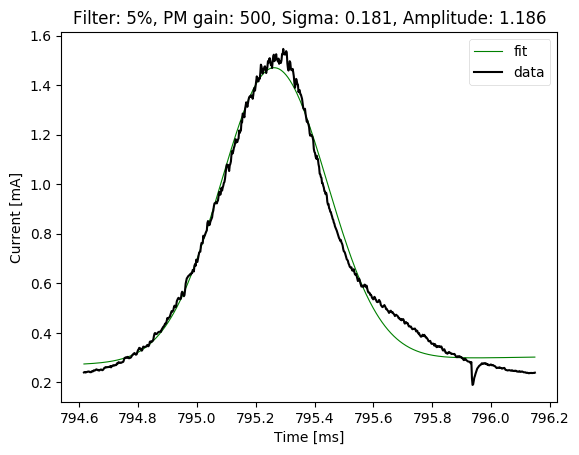 Filter: 5%, PM gain: 500, Sigma: 0.181, Amplitude: 1.186
fit
data
1.6
1.4
1.2
1.0
0.8
0.6
0.4
0.2
Current [mA]
794.6 794.8 795.0 795.2 795.4 795.6 795.8 796.0 796.2
Time [ms]